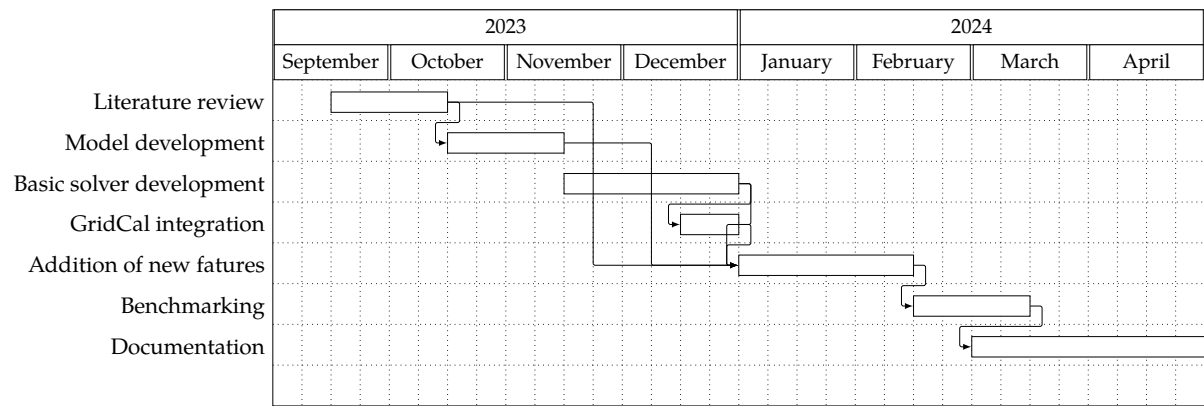 2023 2024
September October November December January February March April
Literature review
Model development
Basic solver development
GridCal integration
Addition of new fatures
Benchmarking
Documentation